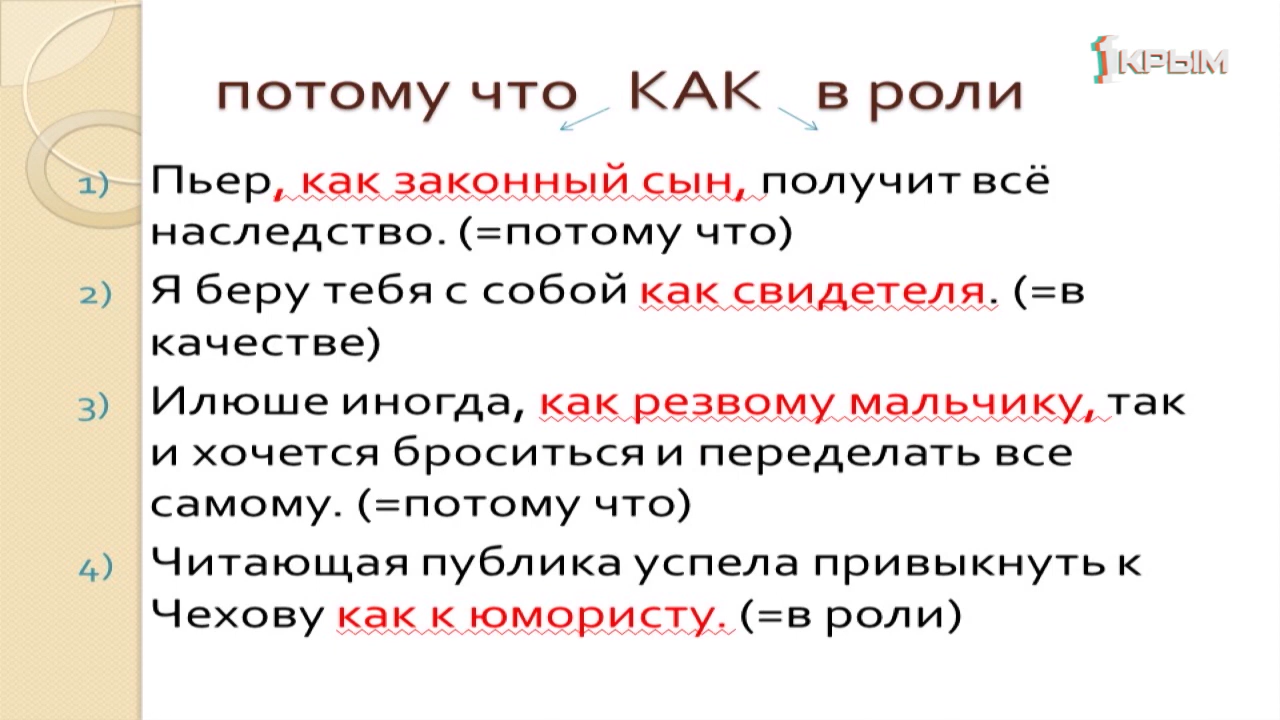 1КРЫМ
потому что КАК в роли
1) Пьер, как законный сын, получит всё
наследство. (=потому что)
2) Я беру тебя с собой как свидетеля. (=в
качестве)
3) Илюше иногда, как резвому мальчику, так
и хочется броситься и переделать все
самому. (=потому что)
4) Читающая публика успела привыкнуть к
Чехову как к юмористу. (=в роли)